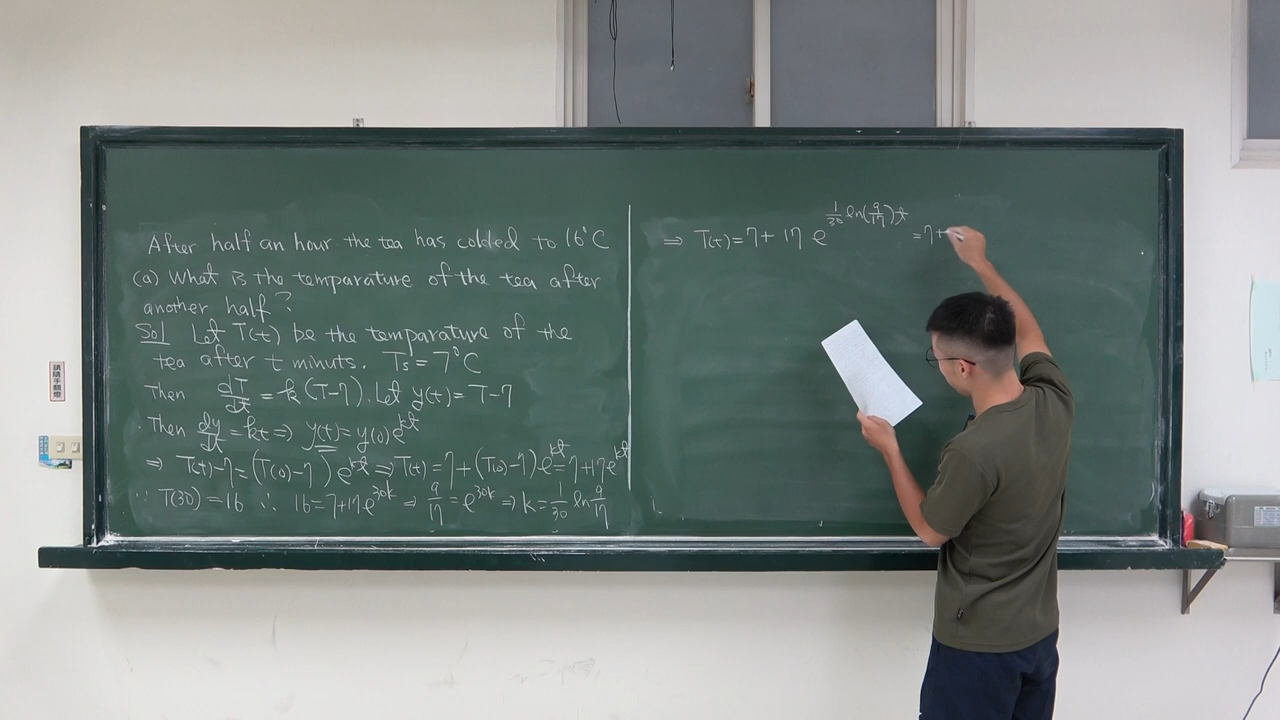 After half an hour the tea has colded to 16°C
(a) What is the temparature of the tea after
another half?
Sol Let T(t) be the temparature of the
tea after t minuts. Ts = 7°C
Then dT/dt = k(T-7). Let y(t) = T-7
Then dy/dt = kt ⇒ y(t) = y(0)e^{kt}
⇒ T(t)-7=(T(0)-7)e^{kt} ⇒ T(t)=7+(T(0)-7)e^{kt}=7+17e^{kt}
∵ T(30)=16 ∴ 16=7+17e^{30k} ⇒ 9/17=e^{30k} ⇒ k=1/30 ln 9/17
⇒ T(t)=7+17 e^{1/30 ln(9/17)t} =7+